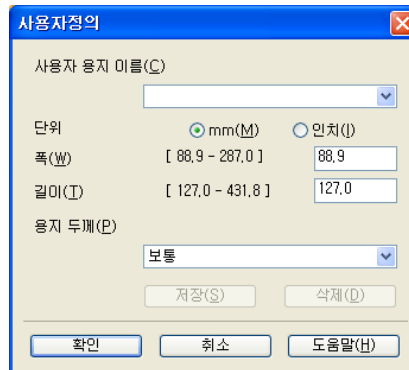 사용자정의
사용자 용지 이름(C)
단위 mm(M) 인치(I)
폭(W) [ 88,9 - 287,0 ] 88,9
길이(T) [ 127,0 - 431,8 ] 127,0
용지 두께(P)
보통
저장(S) 삭제(D)
확인 취소 도움말(H)